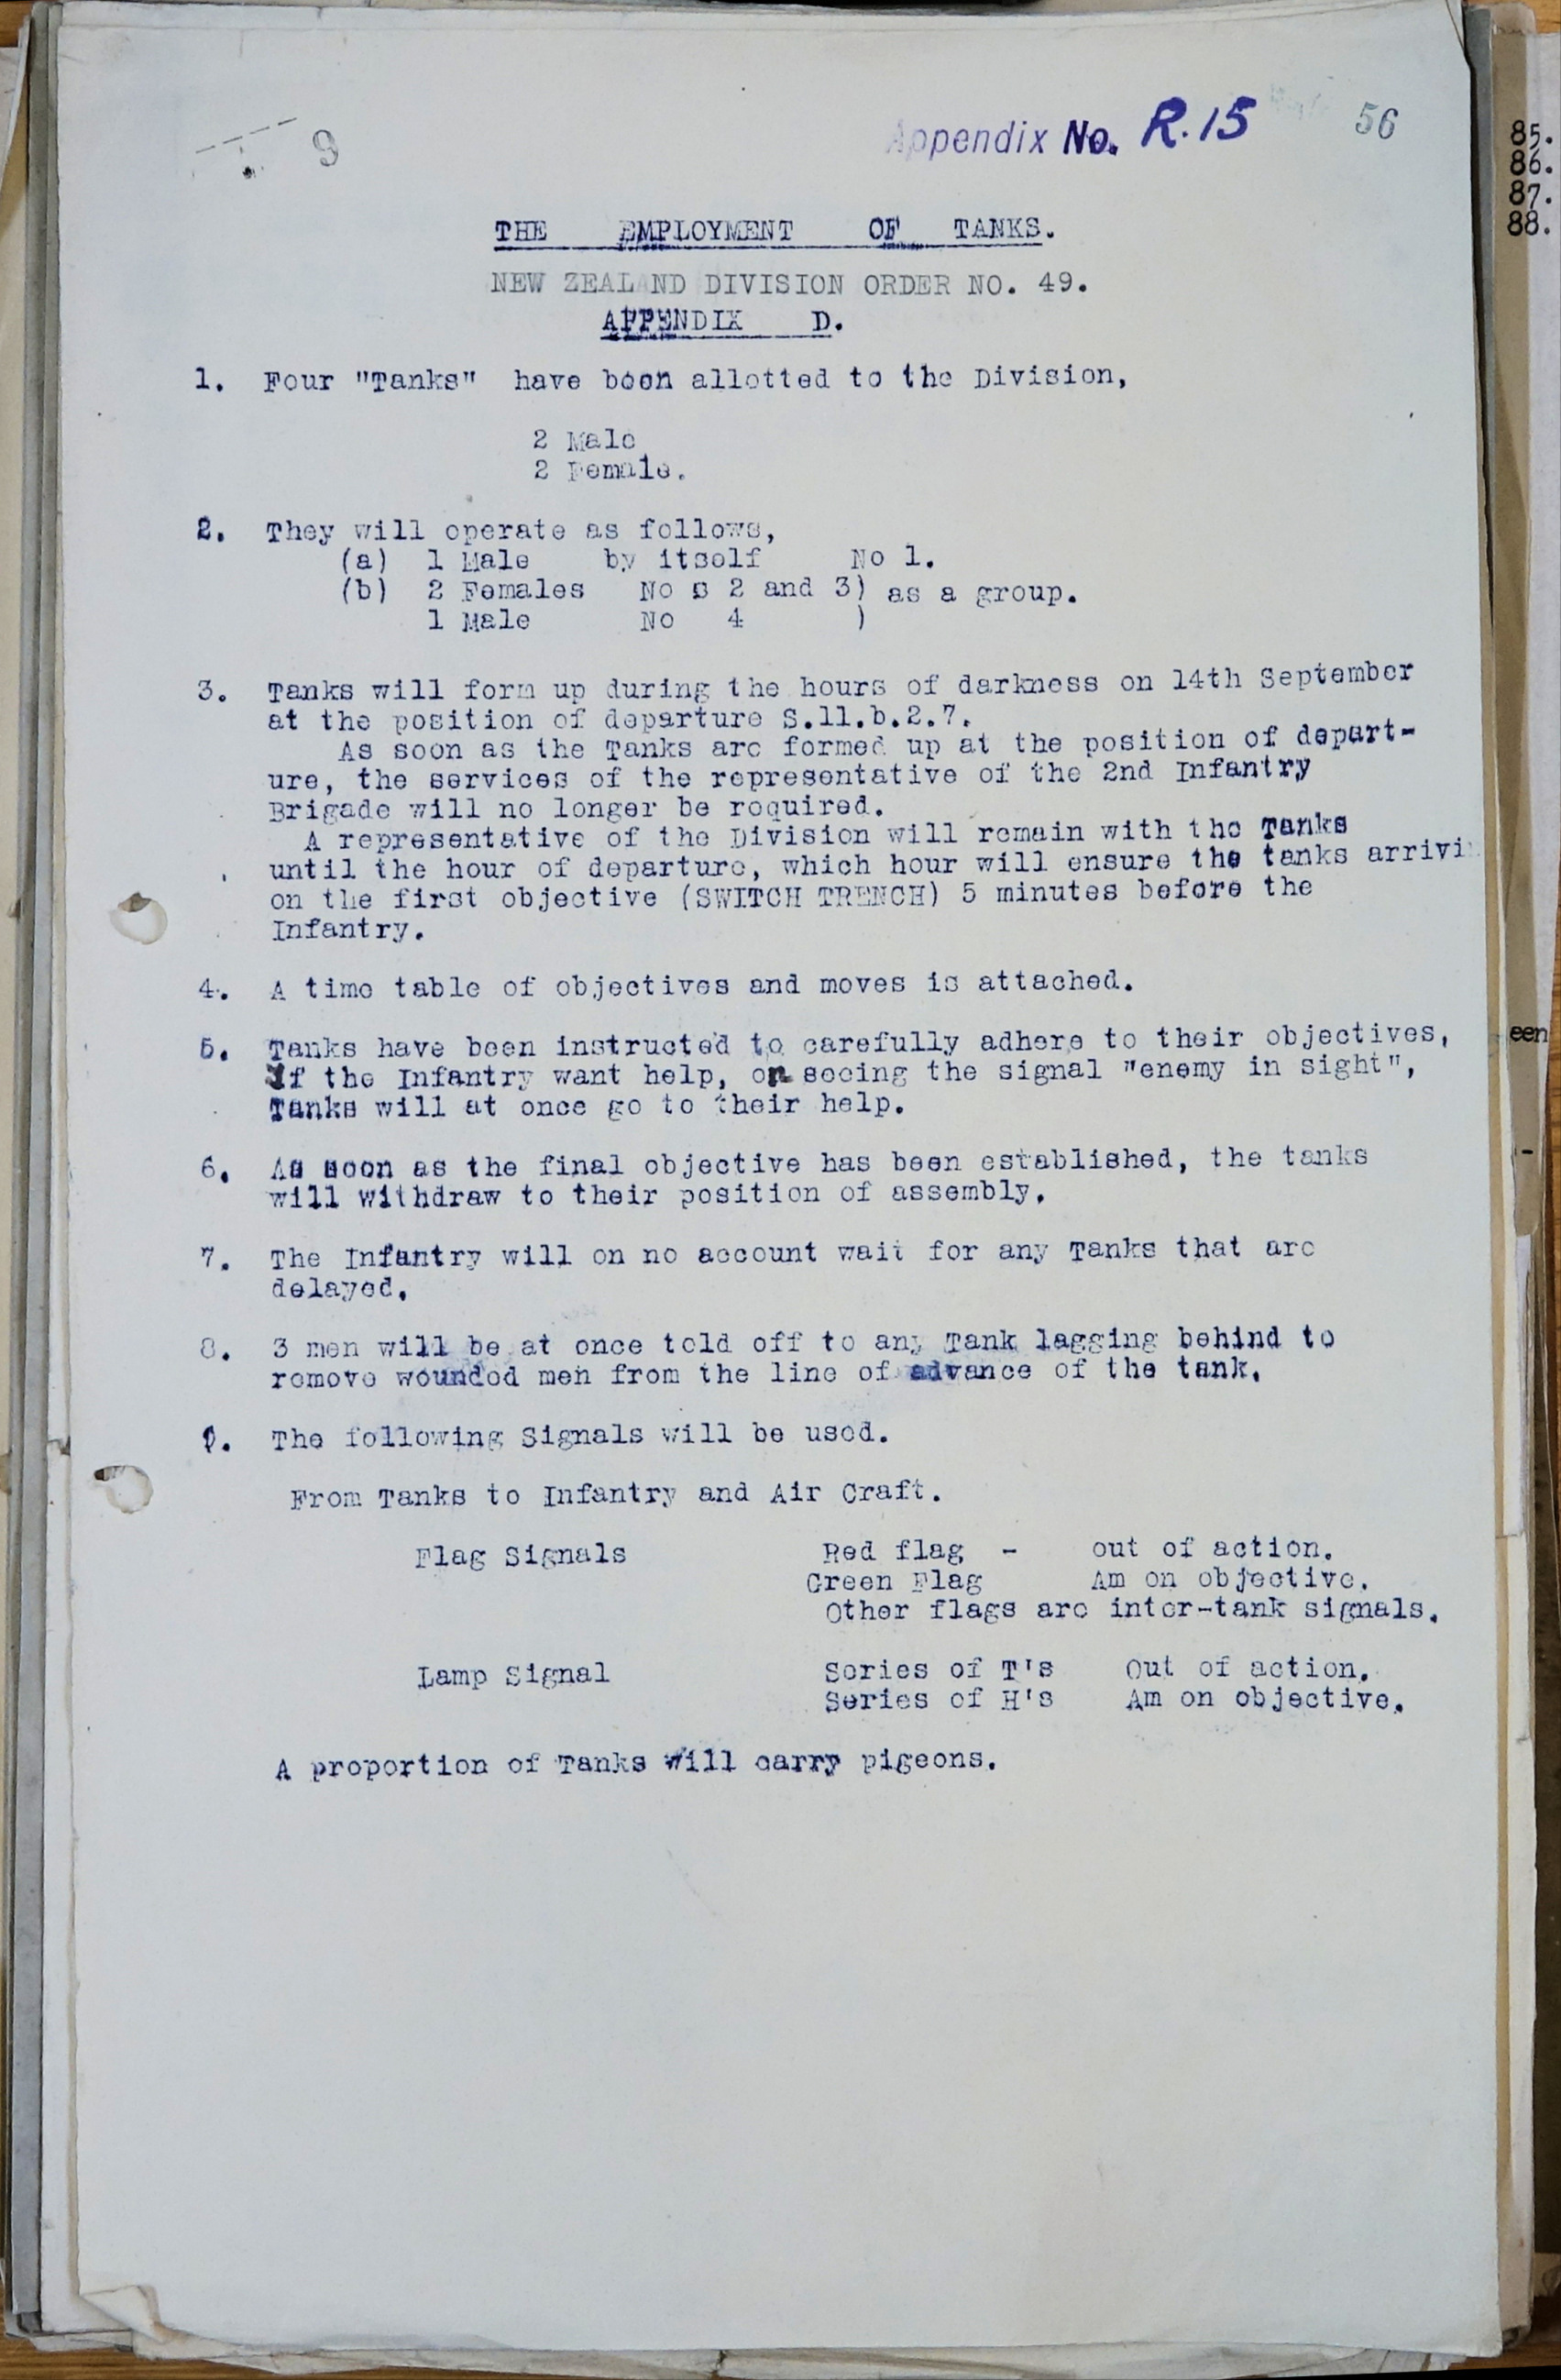 9
Appendix No. R.15
56
THE EMPLOYMENT OF TANKS.
NEW ZEALAND DIVISION ORDER NO. 49.
APPENDIX D.
1. Four "Tanks" have been allotted to the Division,
2 Male
2 Female.
2. They will operate as follows,
(a) 1 Male by itself No 1.
(b) 2 Females No s 2 and 3) as a group.
1 Male No 4 )
3. Tanks will form up during the hours of darkness on 14th September
at the position of departure S.11.b.2.7.
As soon as the Tanks are formed up at the position of depart-
ure, the services of the representative of the 2nd Infantry
Brigade will no longer be required.
A representative of the Division will remain with the Tanks
until the hour of departure, which hour will ensure the tanks arrivi
on the first objective (SWITCH TRENCH) 5 minutes before the
Infantry.
4. A time table of objectives and moves is attached.
5. Tanks have been instructed to carefully adhere to their objectives,
If the Infantry want help, on seeing the signal "enemy in sight",
Tanks will at once go to their help.
6. As soon as the final objective has been established, the tanks
will withdraw to their position of assembly.
7. The Infantry will on no account wait for any Tanks that are
delayed.
8. 3 men will be at once told off to any Tank lagging behind to
remove wounded men from the line of advance of the tank.
9. The following Signals will be used.
From Tanks to Infantry and Air Craft.
Flag Signals Red flag - out of action.
Green Flag Am on objective.
Other flags are inter-tank signals.
Lamp Signal Series of T's Out of action.
Series of H's Am on objective.
A proportion of Tanks Will carry pigeons.
85.
86.
87.
88.
een
-